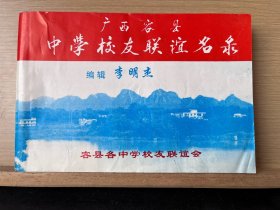 广西容县
中学校友联谊名录
编辑 李明杰
容县各中学校友联谊会